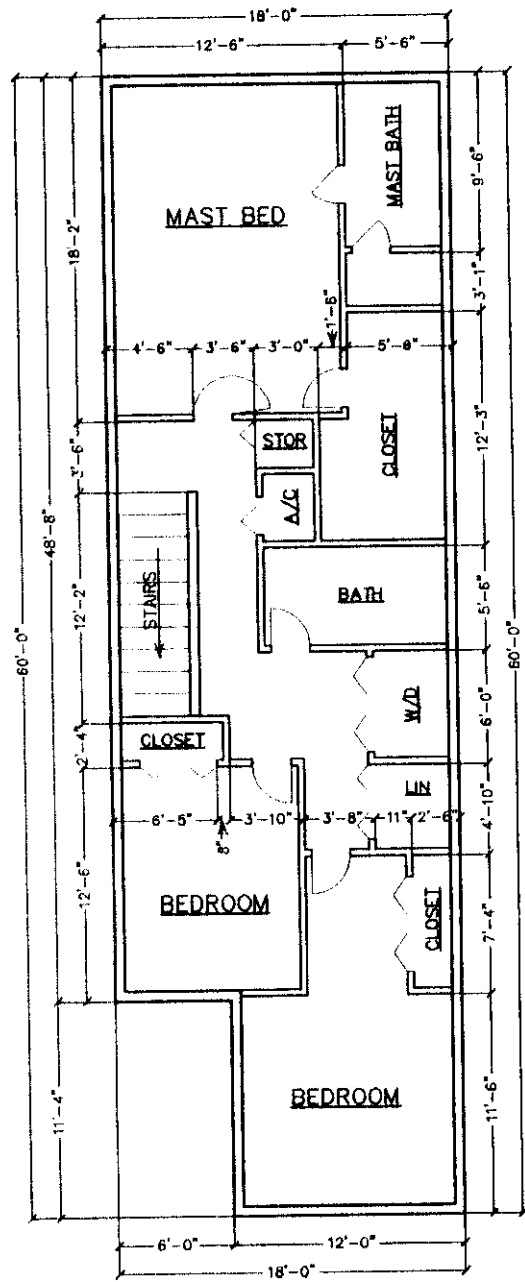 18'-0"
12'-6"
5'-6"
MAST BATH
9'-6"
MAST BED
18'-2"
3'-1"
1'-6"
4'-6"
3'-6"
3'-0"
5'-8"
12'-3"
STOR
CLOSET
3'-6"
A/C
48'-8"
60'-0"
60'-0"
12'-2"
STAIRS
BATH
5'-6"
W/D
6'-0"
CLOSET
2'-4"
LIN
6'-5"
8"
3'-10"
3'-8"
11"
2'-6"
4'-10"
12'-6"
BEDROOM
CLOSET
7'-4"
BEDROOM
11'-4"
11'-6"
6'-0"
12'-0"
18'-0"